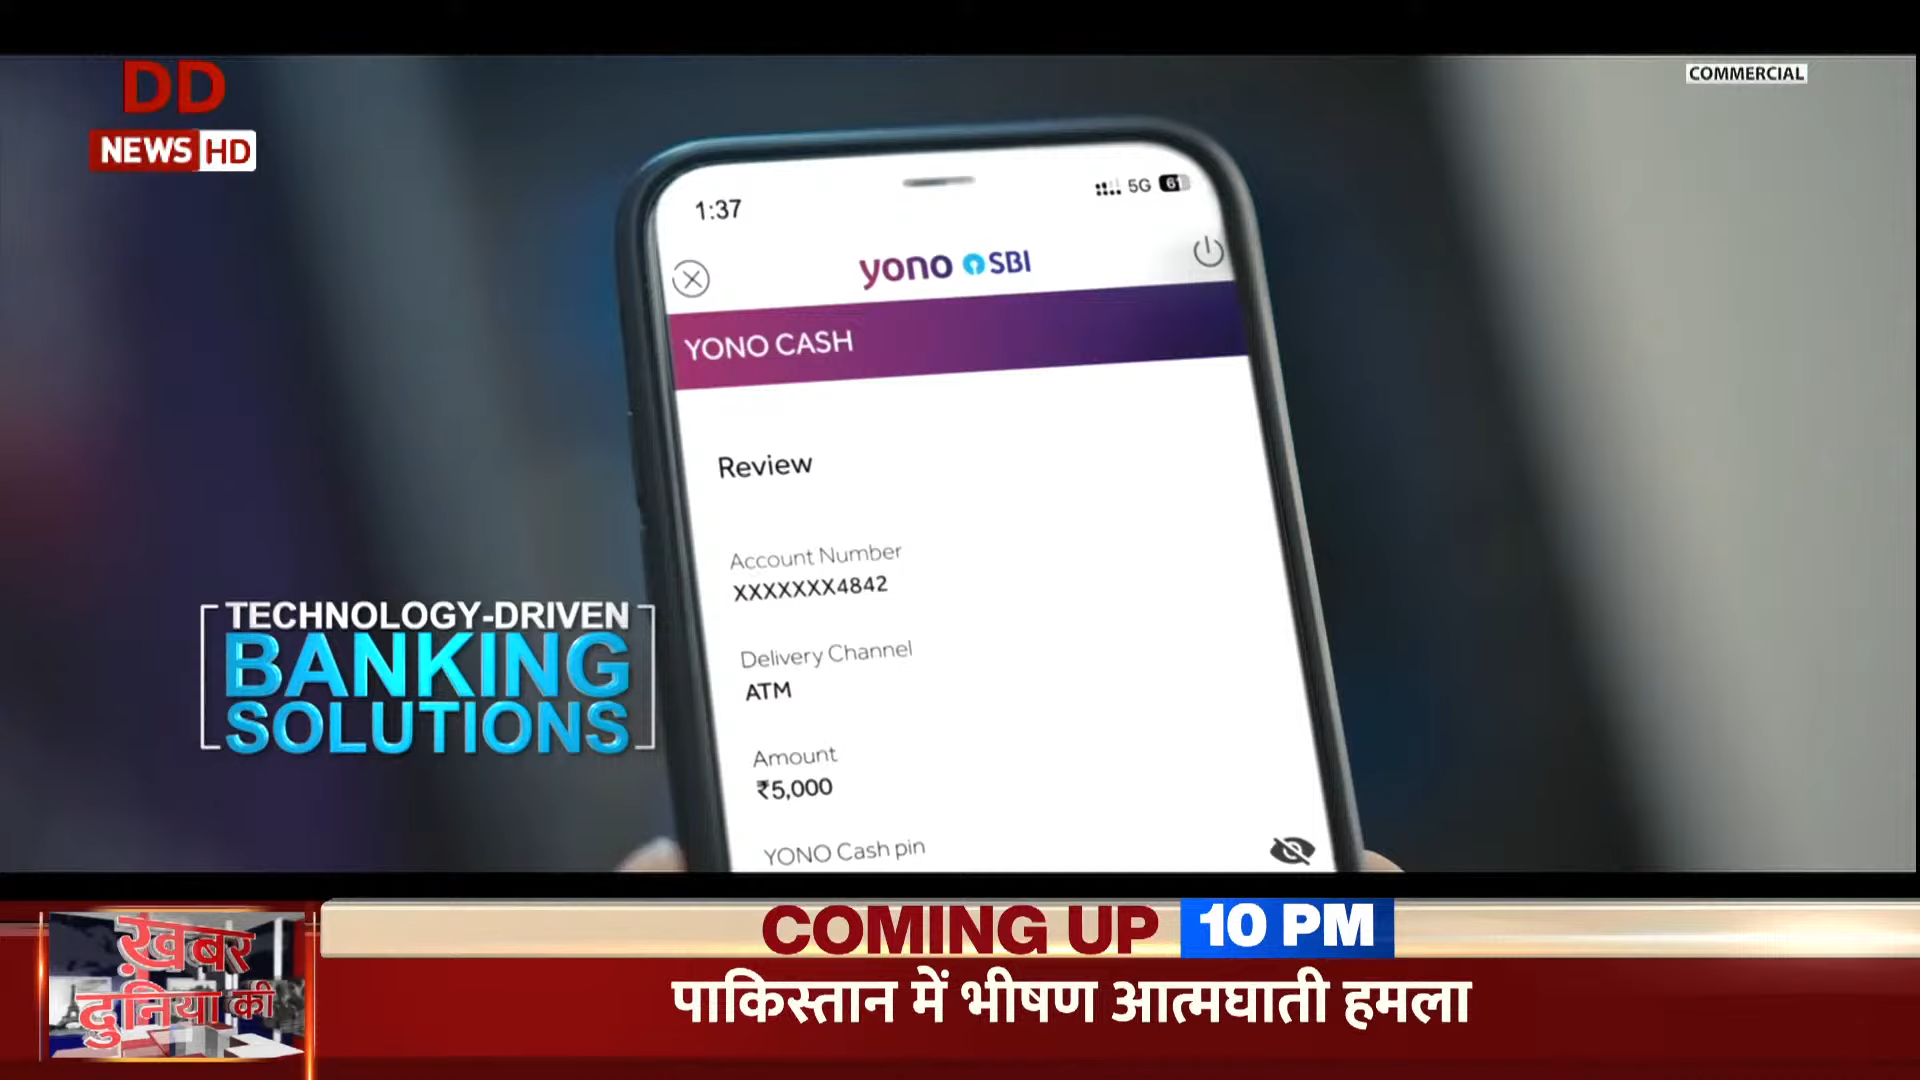 DD
NEWS HD
COMMERCIAL
1:37
5G 61
yono SBI
YONO CASH
Review
Account Number
XXXXXXX4842
Delivery Channel
ATM
Amount
₹5,000
YONO Cash pin
TECHNOLOGY-DRIVEN
BANKING
SOLUTIONS
COMING UP 10 PM
ख़बर
दुनिया की
पाकिस्तान में भीषण आत्मघाती हमला